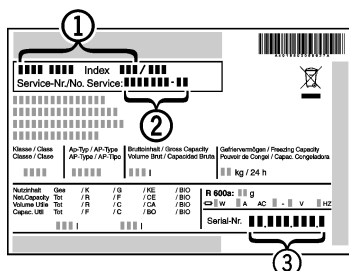 1
Index /
Service-Nr./No. Service: -
2
Klasse / Class
Classe / Clase
Ap-Typ / AP-Type
AP-Type / AP-Tipo
Bruttoinhalt / Gross Capacity
Volume Brut / Capacidad Bruta
Gefriervermögen / Freezing Capacity
Pouvoir de Congel / Capac. Congeladora
l
kg / 24 h
Nutzinhalt Ges / K / G / KE / BIO
Net.Capacity Tot / R / F / CE / BIO
Volume Utile Tot / R / C / CA / BIO
Capac. Util Tot / F / C / BO / BIO
l l
R 600a: g
W A AC - V HZ
Serial-Nr. . . .
3